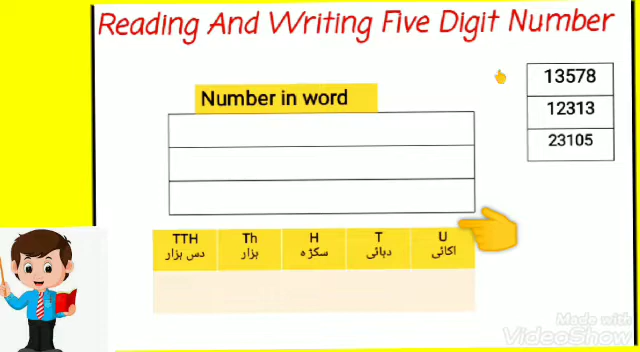 Reading And Writing Five Digit Number
13578
12313
23105
Number in word
TTH Th H T U
دس ہزار ہزار سکڑہ دہائی اکائی
Made with
VideoShow